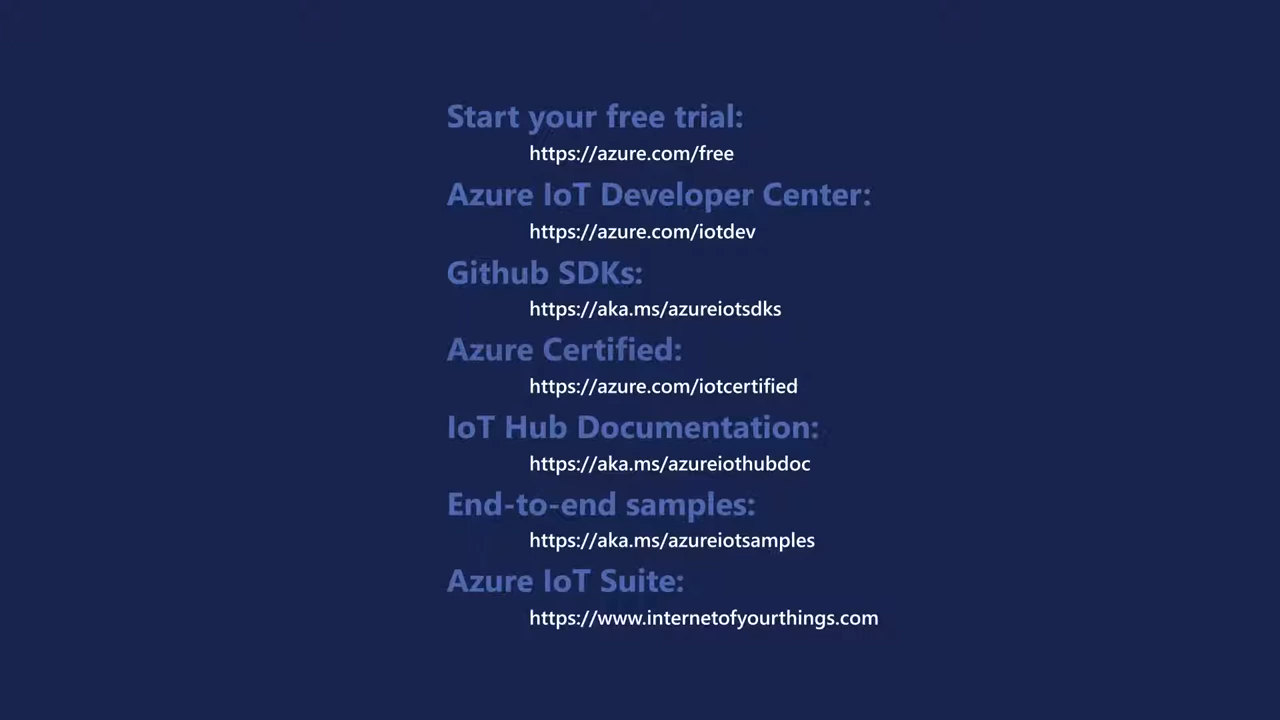 Start your free trial:
https://azure.com/free
Azure IoT Developer Center:
https://azure.com/iotdev
Github SDKs:
https://aka.ms/azureiotsdks
Azure Certified:
https://azure.com/iotcertified
IoT Hub Documentation:
https://aka.ms/azureiothubdoc
End-to-end samples:
https://aka.ms/azureiotsamples
Azure IoT Suite:
https://www.internetofyourthings.com